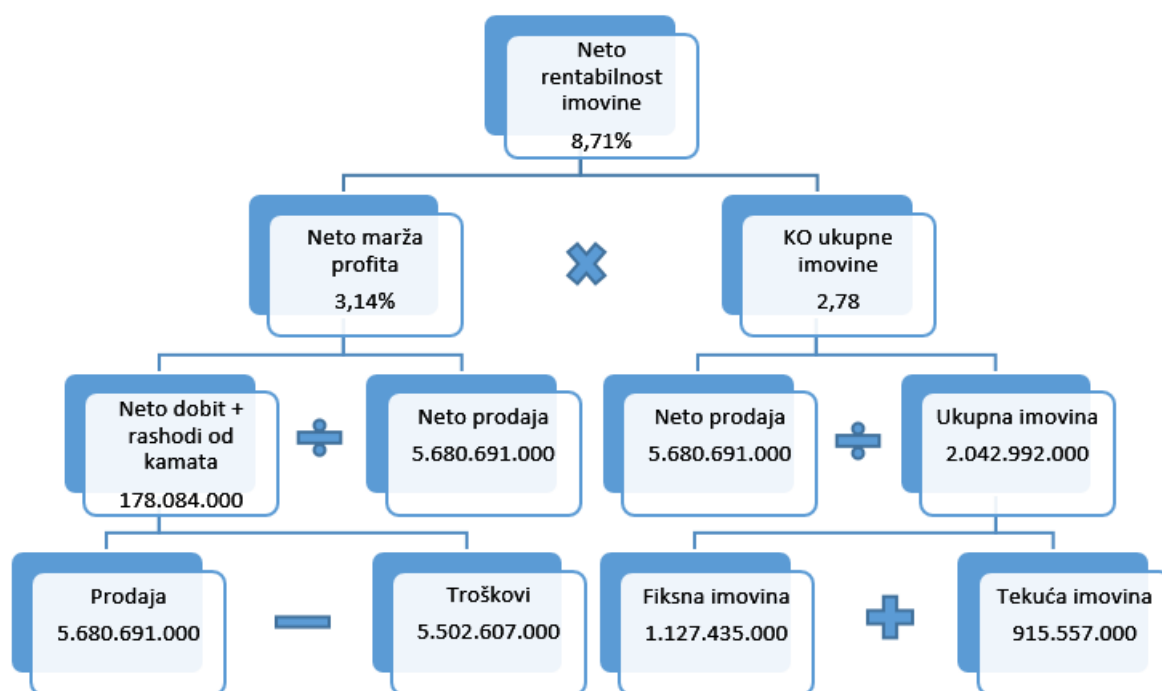 Neto
rentabilnost
imovine
8,71%
Neto marža
profita
3,14%
KO ukupne
imovine
2,78
Neto dobit +
rashodi od
kamata
178.084.000
Neto prodaja
5.680.691.000
Neto prodaja
5.680.691.000
Ukupna imovina
2.042.992.000
Prodaja
5.680.691.000
Troškovi
5.502.607.000
Fiksna imovina
1.127.435.000
Tekuća imovina
915.557.000